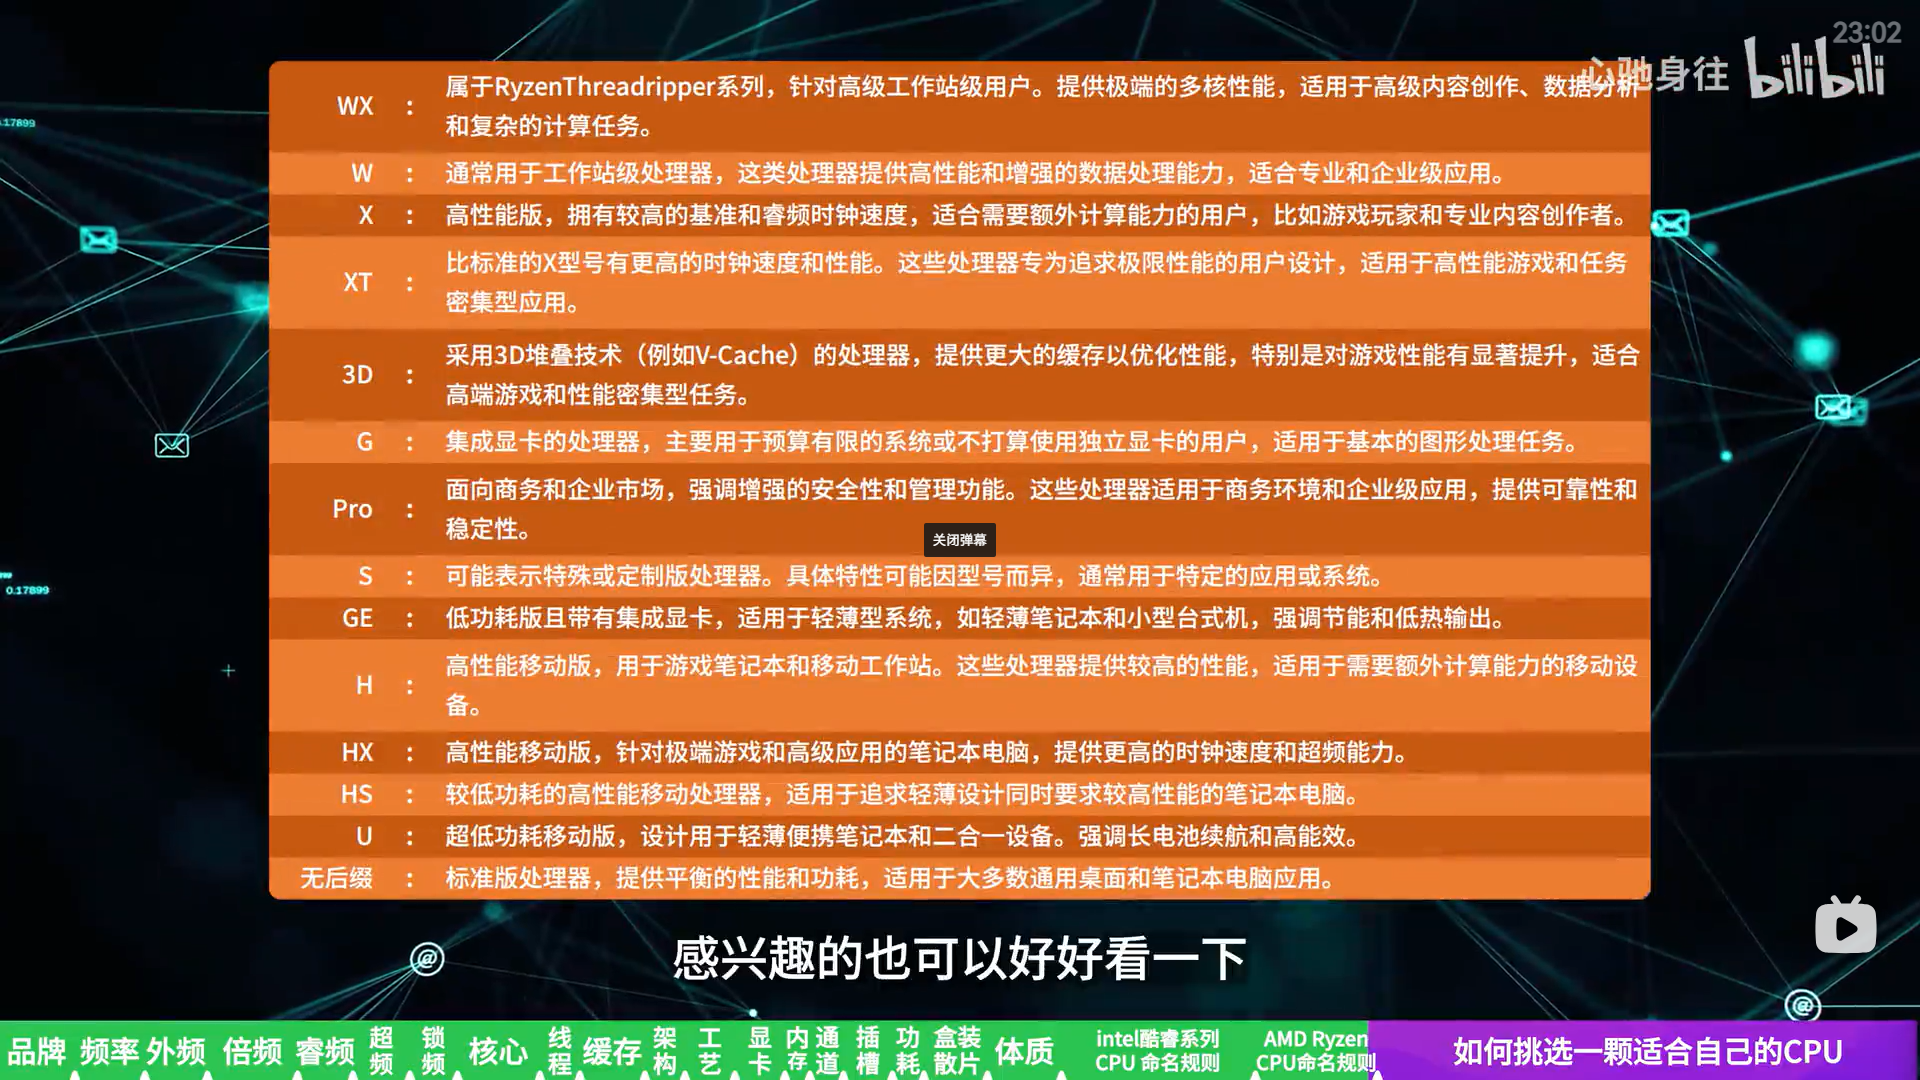 23:02
心驰身往 bilibili
WX : 属于RyzenThreadripper系列，针对高级工作站级用户。提供极端的多核性能，适用于高级内容创作、数据分析
和复杂的计算任务。
W : 通常用于工作站级处理器，这类处理器提供高性能和增强的数据处理能力，适合专业和企业级应用。
X : 高性能版，拥有较高的基准和睿频时钟速度，适合需要额外计算能力的用户，比如游戏玩家和专业内容创作者。
XT : 比标准的X型号有更高的时钟速度和性能。这些处理器专为追求极限性能的用户设计，适用于高性能游戏和任务
密集型应用。
3D : 采用3D堆叠技术（例如V-Cache）的处理器，提供更大的缓存以优化性能，特别是对游戏性能有显著提升，适合
高端游戏和性能密集型任务。
G : 集成显卡的处理器，主要用于预算有限的系统或不打算使用独立显卡的用户，适用于基本的图形处理任务。
Pro : 面向商务和企业市场，强调增强的安全性和管理功能。这些处理器适用于商务环境和企业级应用，提供可靠性和
稳定性。
关闭弹幕
S : 可能表示特殊或定制版处理器。具体特性可能因型号而异，通常用于特定的应用或系统。
GE : 低功耗版且带有集成显卡，适用于轻薄型系统，如轻薄笔记本和小型台式机，强调节能和低热输出。
H : 高性能移动版，用于游戏笔记本和移动工作站。这些处理器提供较高的性能，适用于需要额外计算能力的移动设
备。
HX : 高性能移动版，针对极端游戏和高级应用的笔记本电脑，提供更高的时钟速度和超频能力。
HS : 较低功耗的高性能移动处理器，适用于追求轻薄设计同时要求较高性能的笔记本电脑。
U : 超低功耗移动版，设计用于轻薄便携笔记本和二合一设备。强调长电池续航和高能效。
无后缀 : 标准版处理器，提供平衡的性能和功耗，适用于大多数通用桌面和笔记本电脑应用。
.17899
0.17899
感兴趣的也可以好好看一下
品牌 频率 外频 倍频 睿频 超频 锁频 核心 线程 缓存 架构 工艺 显卡 内存 通道 插槽 功耗 盒装散片 体质 intel酷睿系列CPU 命名规则 AMD RyzenCPU命名规则 如何挑选一颗适合自己的CPU